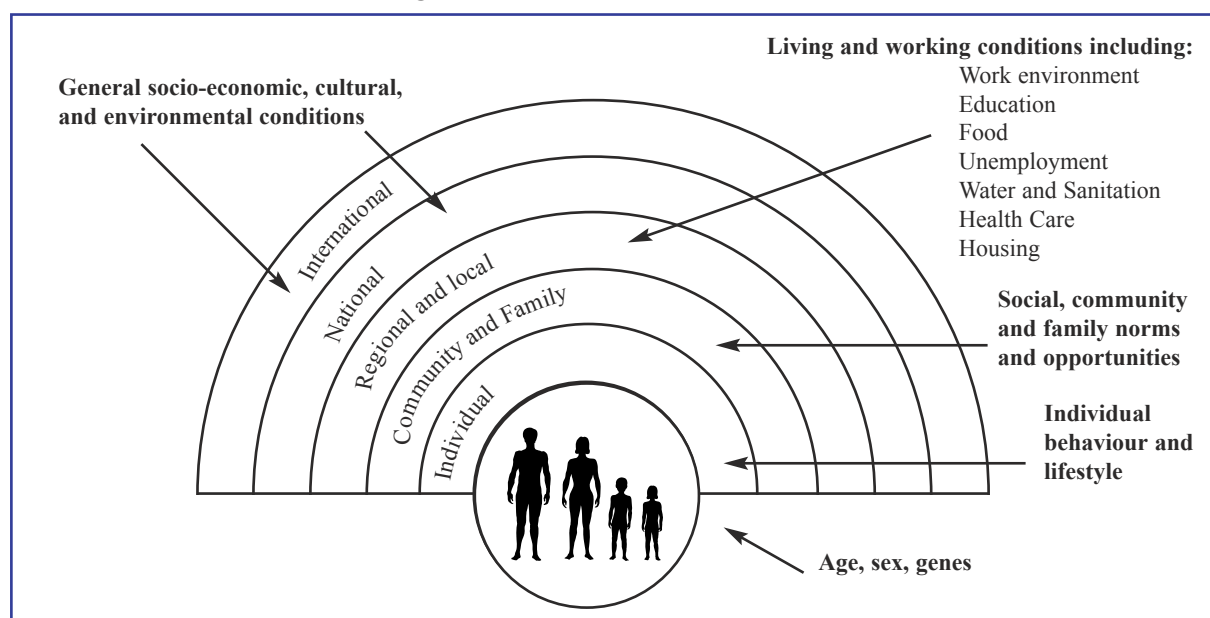 General socio-economic, cultural,
and environmental conditions
Living and working conditions including:
Work environment
Education
Food
Unemployment
Water and Sanitation
Health Care
Housing
International
National
Regional and local
Community and Family
Individual
Social, community
and family norms
and opportunities
Individual
behaviour and
lifestyle
Age, sex, genes